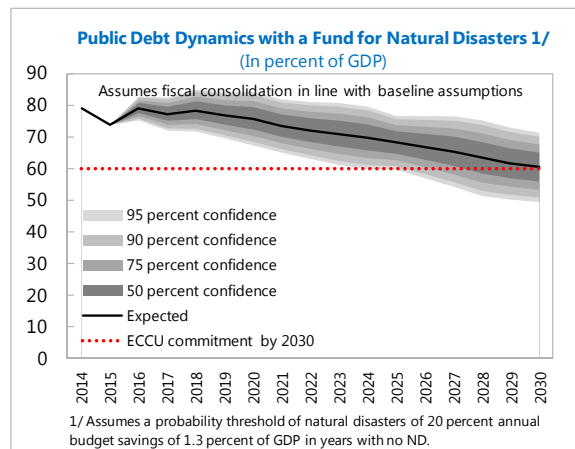 Public Debt Dynamics with a Fund for Natural Disasters 1/
(In percent of GDP)
Assumes fiscal consolidation in line with baseline assumptions
90
80
70
60
50
40
30
20
10
0
95 percent confidence
90 percent confidence
75 percent confidence
50 percent confidence
Expected
ECCU commitment by 2030
2014 2015 2016 2017 2018 2019 2020 2021 2022 2023 2024 2025 2026 2027 2028 2029 2030
1/ Assumes a probability threshold of natural disasters of 20 percent annual
budget savings of 1.3 percent of GDP in years with no ND.